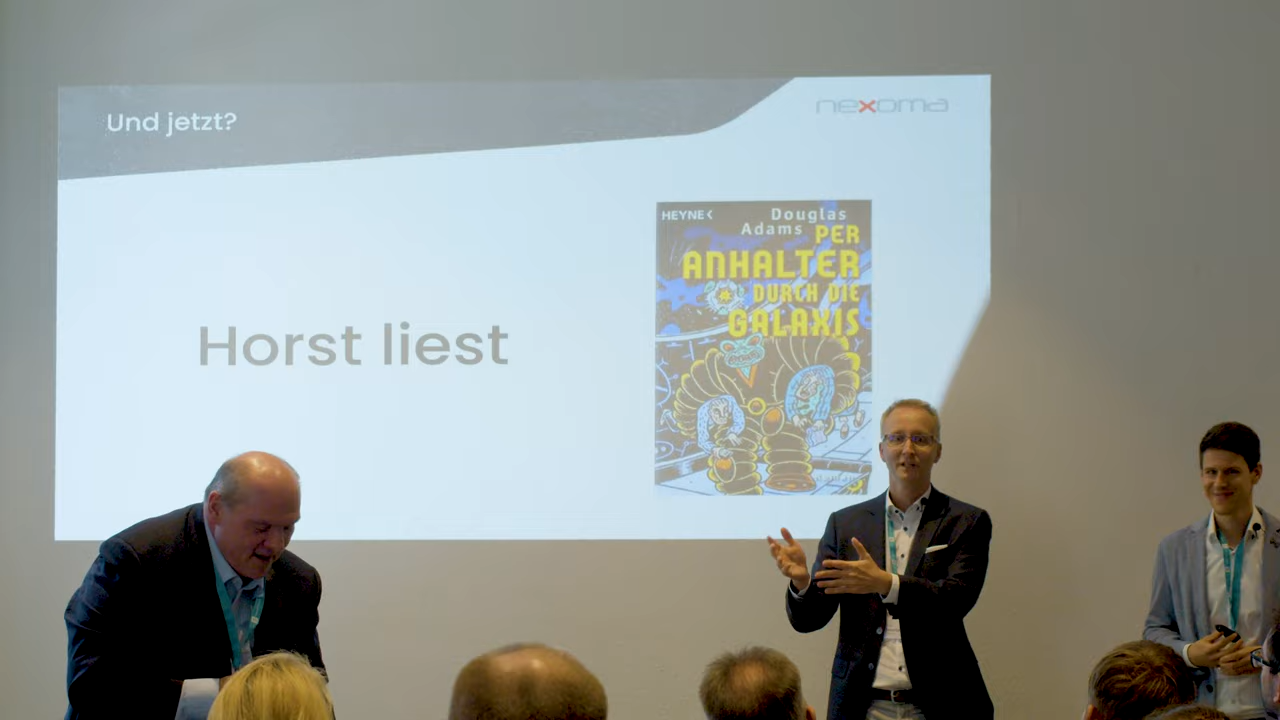 Und jetzt?
nexoma
Horst liest
HEYNE
Douglas
Adams
PER
ANHALTER
DURCH DIE
GALAXIS